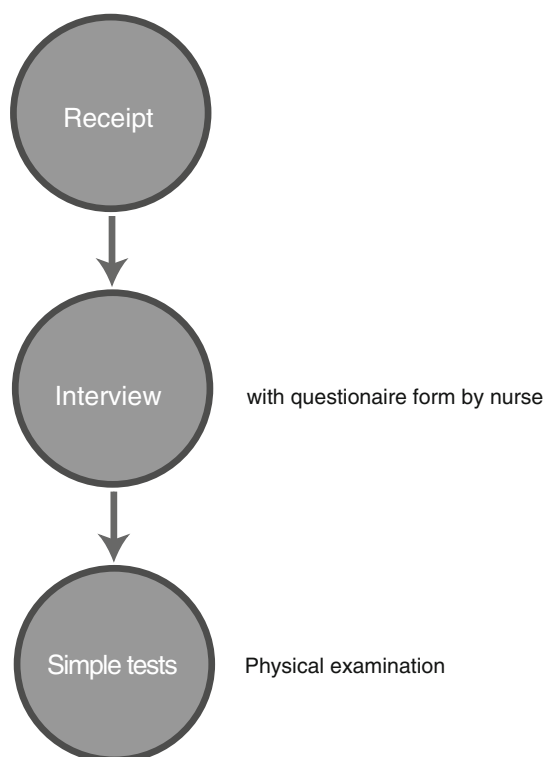 Receipt
Interview
with questionaire form by nurse
Simple tests
Physical examination